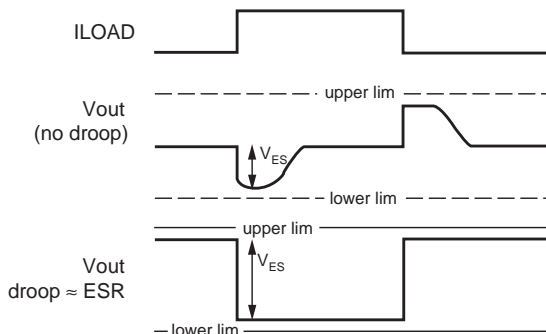 ILOAD
upper lim
Vout
(no droop)
VES
lower lim
upper lim
Vout
droop ≈ ESR
VES
lower lim